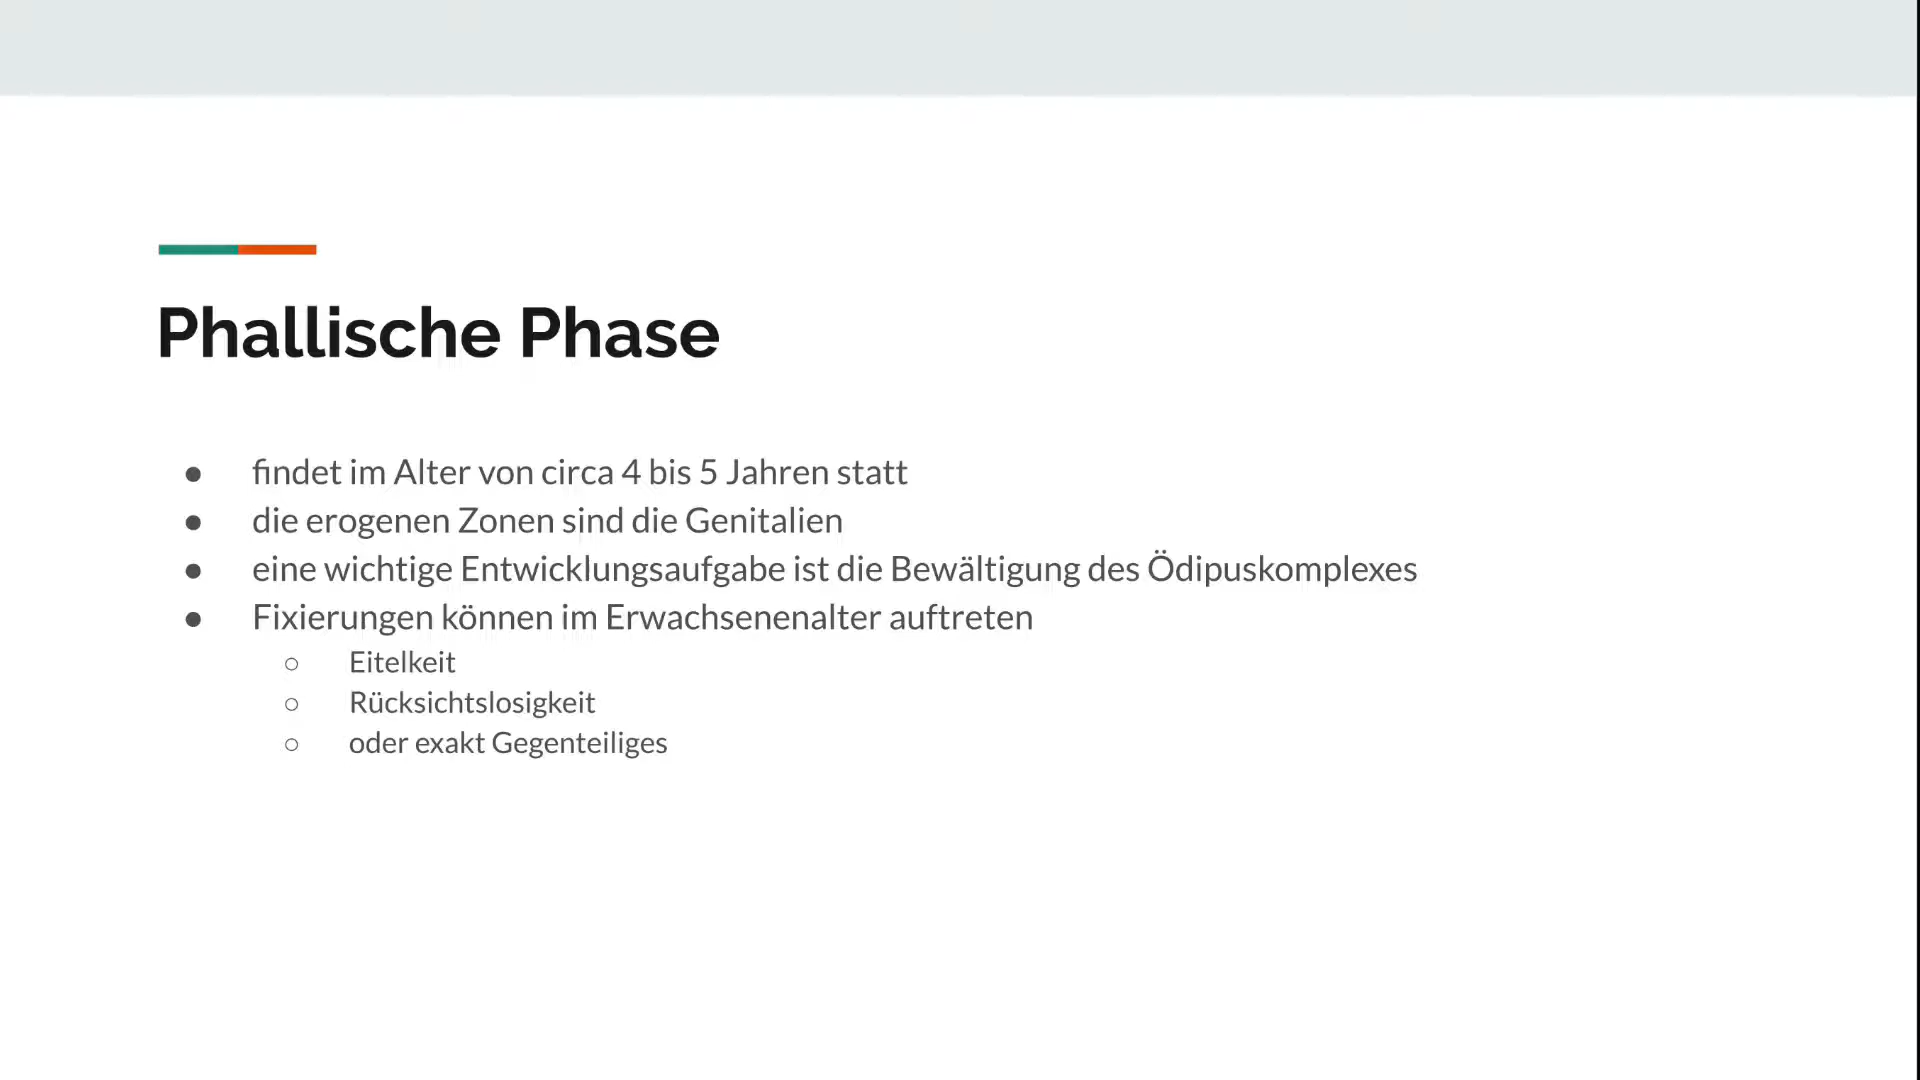 Phallische Phase
● findet im Alter von circa 4 bis 5 Jahren statt
● die erogenen Zonen sind die Genitalien
● eine wichtige Entwicklungsaufgabe ist die Bewältigung des Ödipuskomplexes
● Fixierungen können im Erwachsenenalter auftreten
○ Eitelkeit
○ Rücksichtslosigkeit
○ oder exakt Gegenteiliges